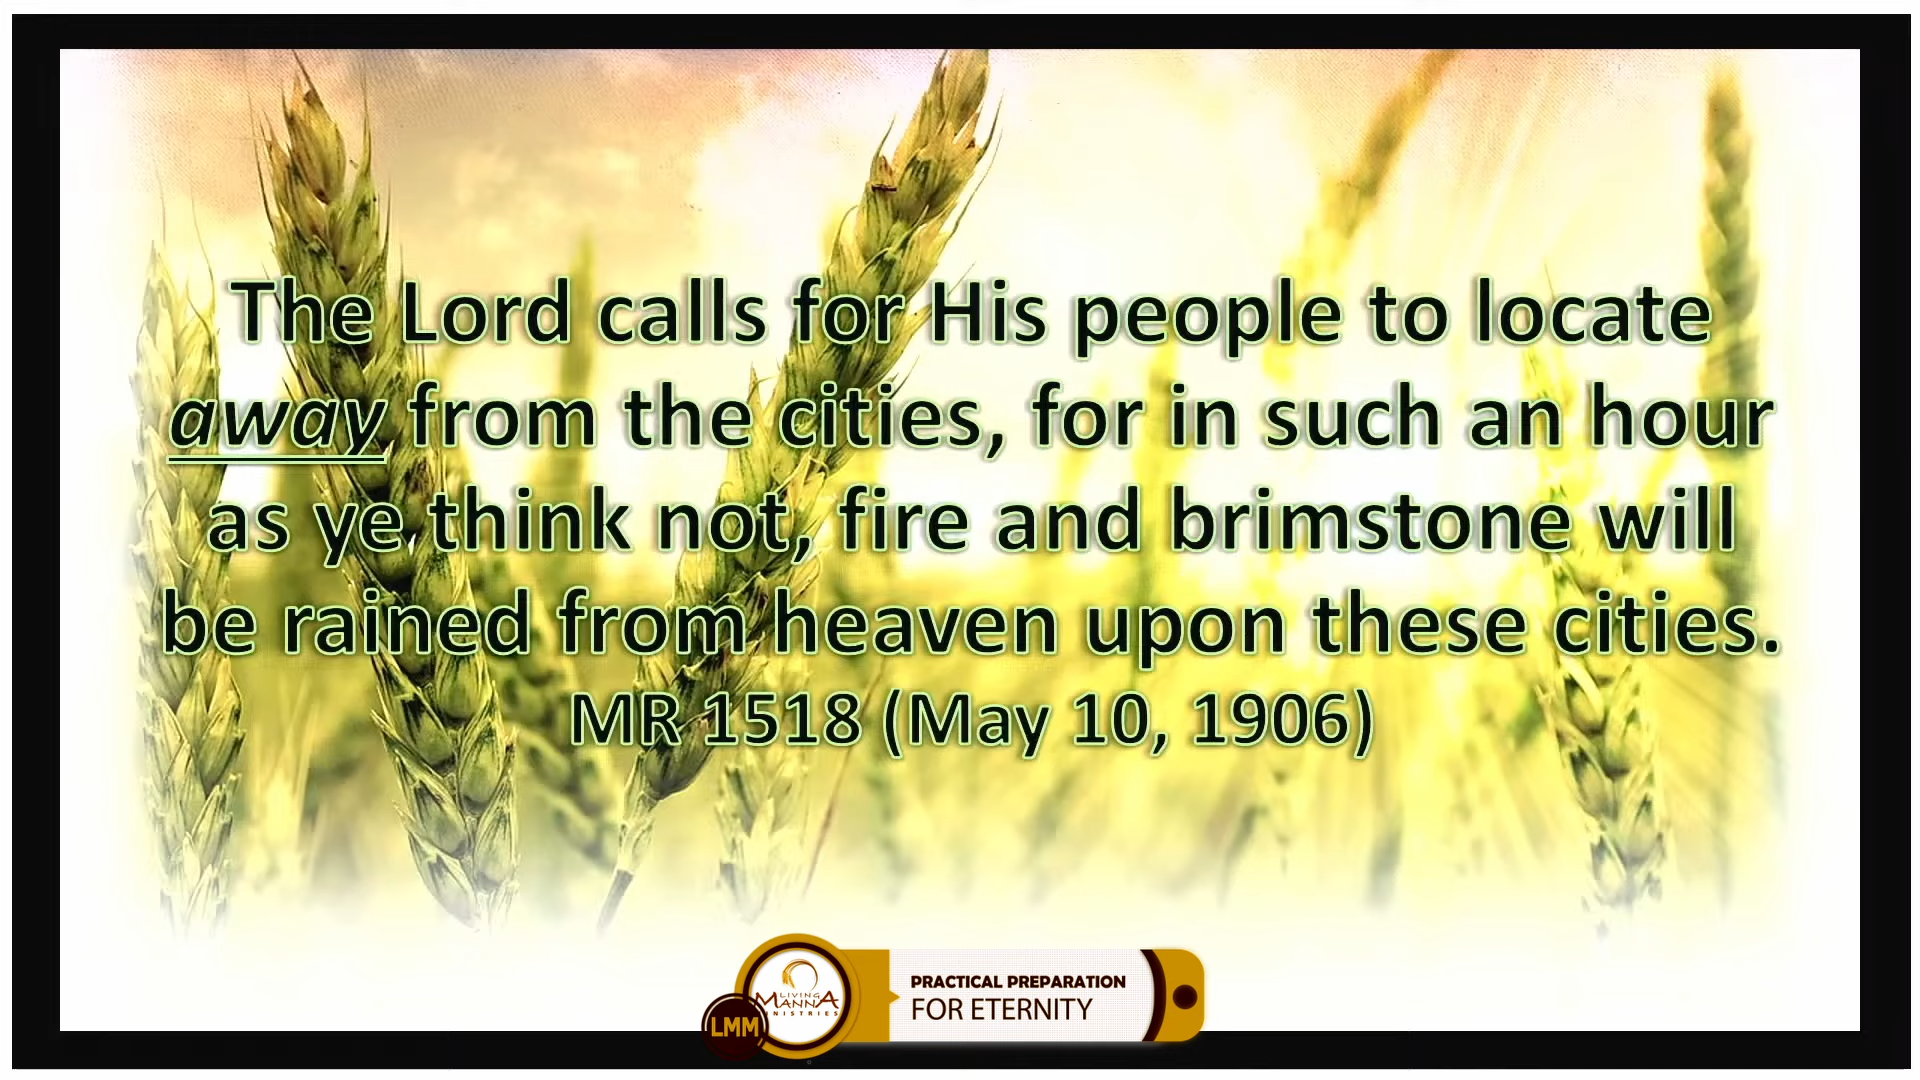 The Lord calls for His people to locate
away from the cities, for in such an hour
as ye think not, fire and brimstone will
be rained from heaven upon these cities.
MR 1518 (May 10, 1906)
LIVING
MANNA
MINISTRIES
LMM
PRACTICAL PREPARATION
FOR ETERNITY